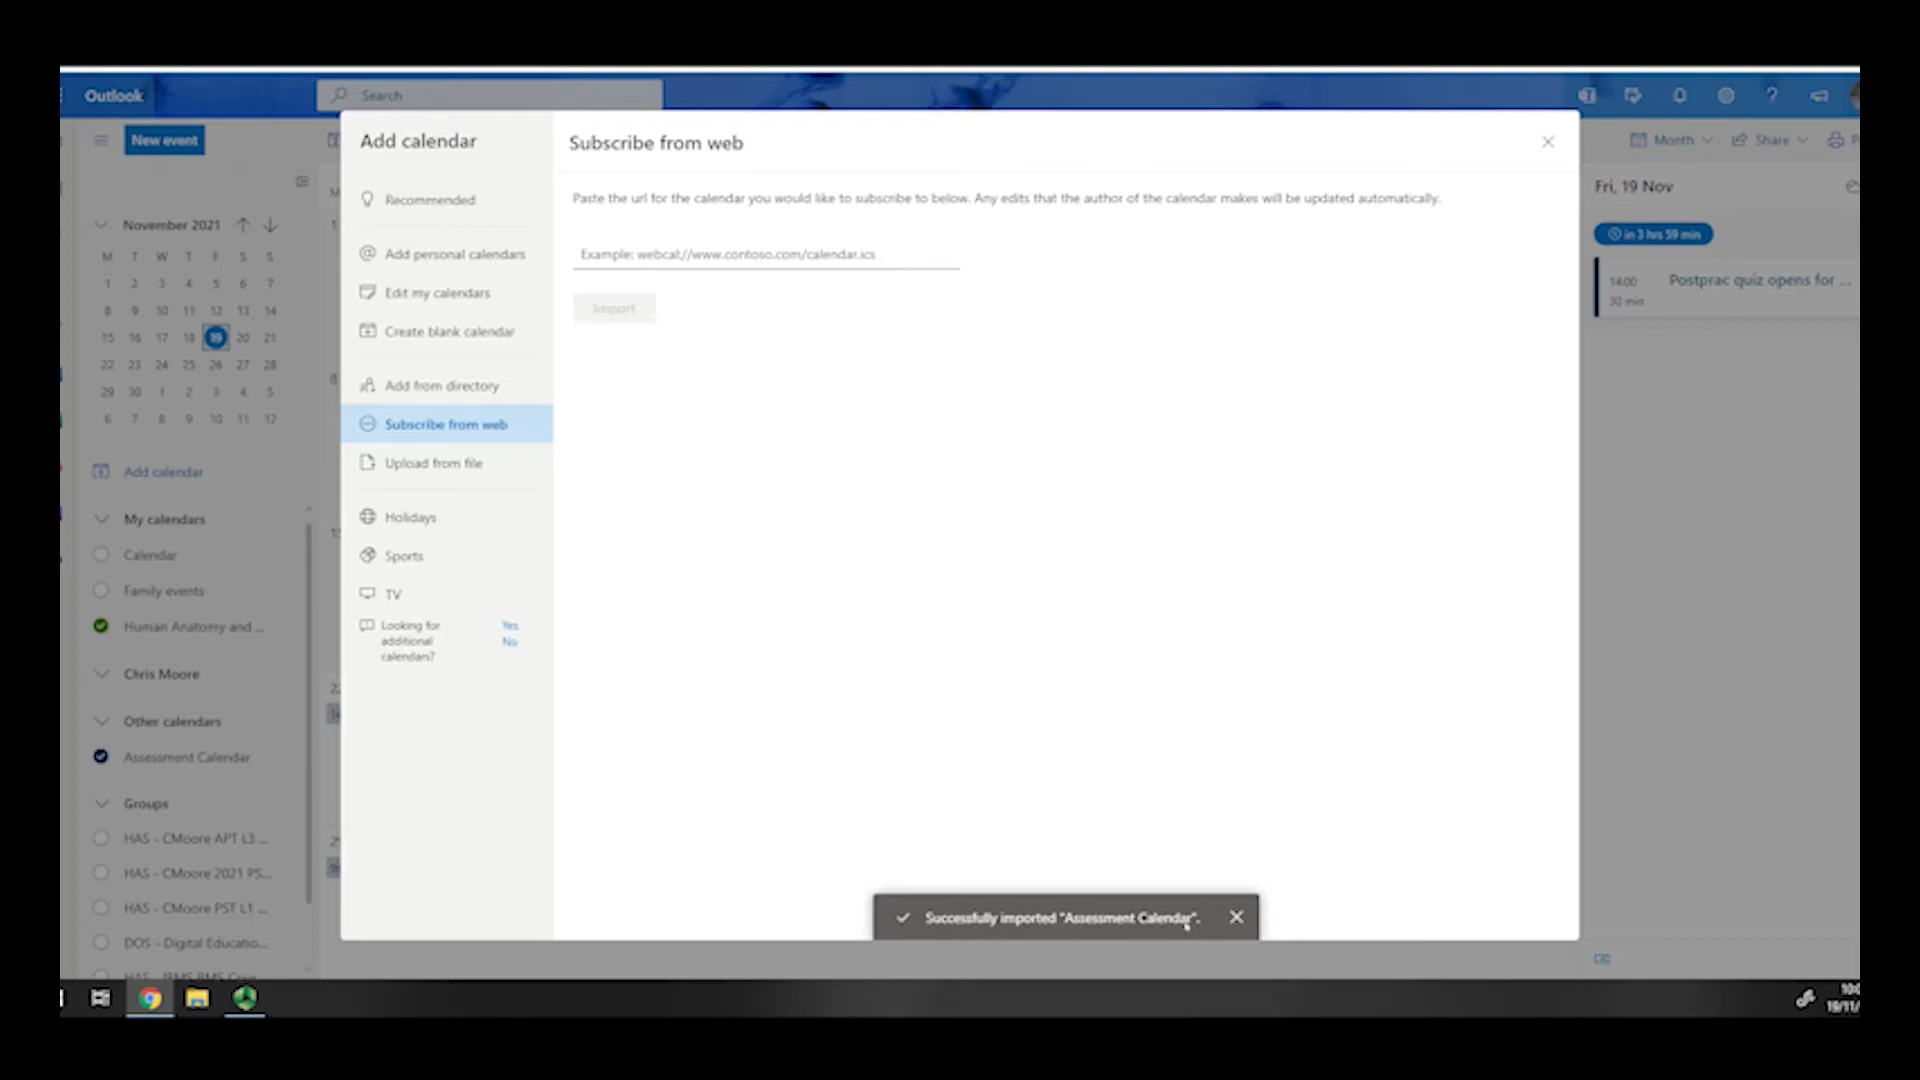 Outlook
Search
New event
Month
Share
Add calendar
Recommended
Add personal calendars
Edit my calendars
Create blank calendar
Add from directory
Subscribe from web
Upload from file
Holidays
Sports
TV
Looking for
additional
calendars?
Yes
No
Subscribe from web
Paste the url for the calendar you would like to subscribe to below. Any edits that the author of the calendar makes will be updated automatically.
Example: webcal://www.contoso.com/calendar.ics
Import
Successfully imported "Assessment Calendar".
November 2021
M T W T F S S
1 2 3 4 5 6 7
8 9 10 11 12 13 14
15 16 17 18 19 20 21
22 23 24 25 26 27 28
29 30 1 2 3 4 5
6 7 8 9 10 11 12
Add calendar
My calendars
Calendar
Family events
Human Anatomy and ...
Chris Moore
Other calendars
Assessment Calendar
Groups
HAS - CMoore APT L3 ...
HAS - CMoore 2021 PS...
HAS - CMoore PST L1 ...
DOS - Digital Educatio...
Fri, 19 Nov
in 3 hrs 59 min
14:00
30 min
Postprac quiz opens for ...
19/11/